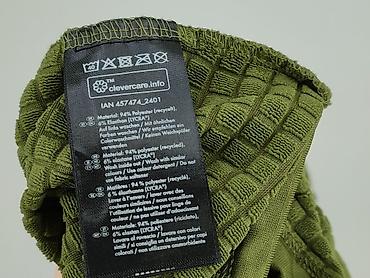 40
™
clevercare.info
IAN 457474_2401
Material: 94% Polyester (recycelt),
6% Elasthan (LYCRA®)
Auf links waschen / Mit ähnlichen
Farben waschen / Wir empfehlen ein
Colorwaschmittel / Keinen Weichspüler
verwenden
Material: 94% polyester (recycled),
6% elastane (LYCRA®)
Wash inside out / Wash with similar
colours / Use colour detergent / Do not
use fabric softener
Matières : 94% polyester (recyclé),
6% élasthanne (LYCRA®)
Laver à l'envers / laver avec des
couleurs similaires / nous conseillons
l'utilisation de lessive pour linge de
couleur / ne pas utiliser
d'adoucissant
Materiale: 94% poliestere (riciclato),
6% elastan (LYCRA®)
Lavare al rovescio / Lavare con colori
simili / si consiglia un detersivo per capi
colorati / non utilizzare ammorbidente